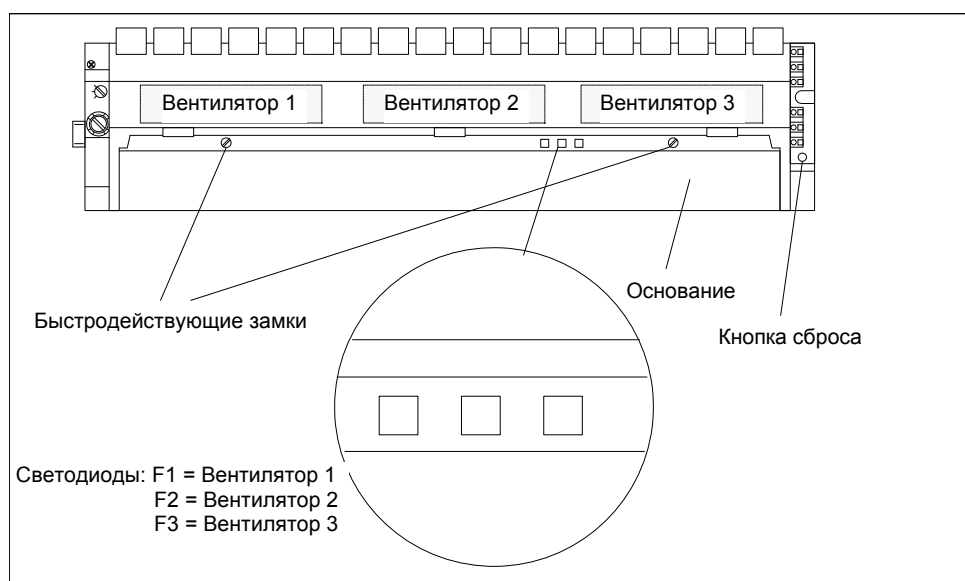 Вентилятор 1 Вентилятор 2 Вентилятор 3
Основание
Быстродействующие замки
Кнопка сброса
Светодиоды: F1 = Вентилятор 1
F2 = Вентилятор 2
F3 = Вентилятор 3